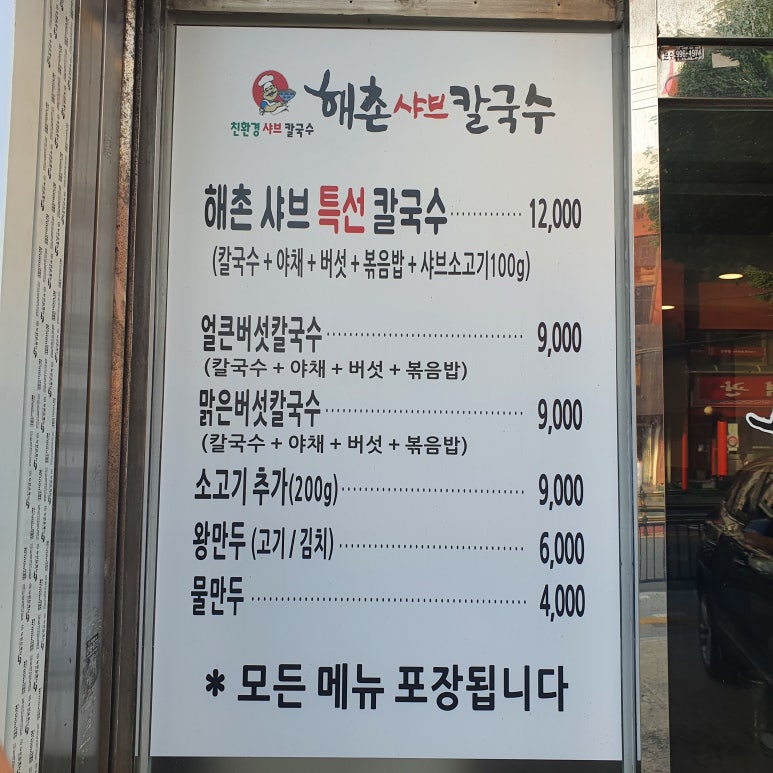 친환경 샤브 칼국수
해촌 샤브 칼국수
해촌 샤브 특선 칼국수 12,000
(칼국수 + 야채 + 버섯 + 볶음밥 + 샤브소고기100g)
얼큰버섯칼국수 9,000
(칼국수 + 야채 + 버섯 + 볶음밥)
맑은버섯칼국수 9,000
(칼국수 + 야채 + 버섯 + 볶음밥)
소고기 추가(200g) 9,000
왕만두 (고기 / 김치) 6,000
물만두 4,000
* 모든 메뉴 포장됩니다